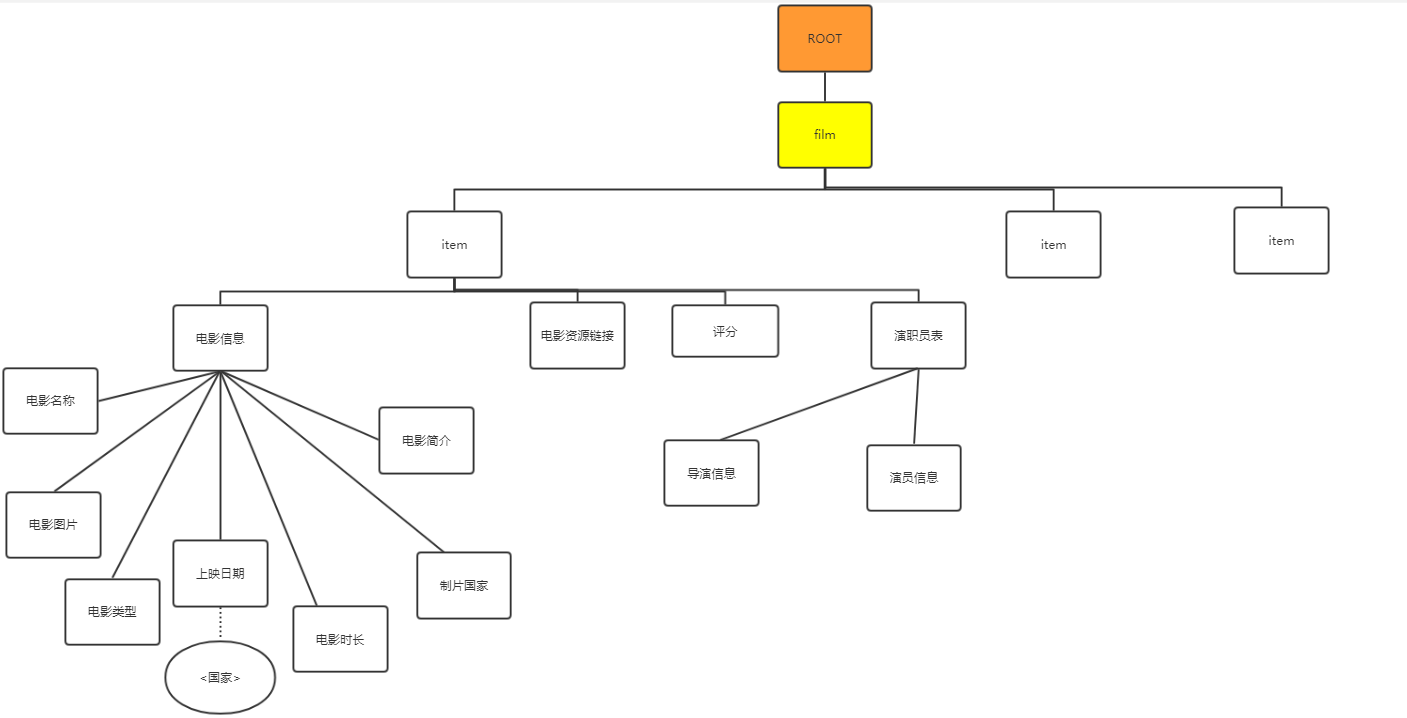 ROOT
film
item
item
item
电影信息
电影资源链接
评分
演职员表
电影名称
电影简介
导演信息
演员信息
电影图片
上映日期
制片国家
电影类型
电影时长
<国家>